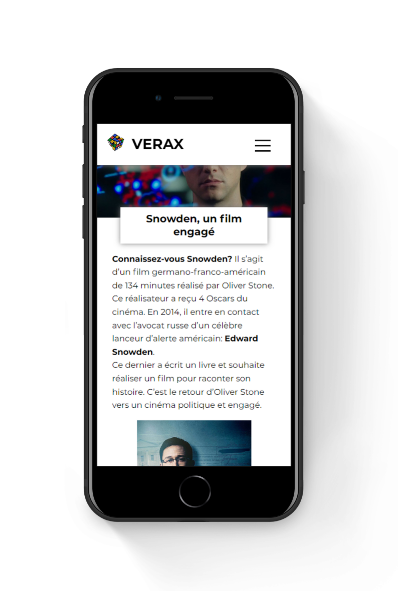 VERAX
Snowden, un film
engagé
Connaissez-vous Snowden? Il s'agit
d'un film germano-franco-américain
de 134 minutes réalisé par Oliver Stone.
Ce réalisateur a reçu 4 Oscars du
cinéma. En 2014, il entre en contact
avec l'avocat russe d'un célèbre
lanceur d'alerte américain: Edward
Snowden.
Ce dernier a écrit un livre et souhaite
réaliser un film pour raconter son
histoire. C'est le retour d'Oliver Stone
vers un cinéma politique et engagé.